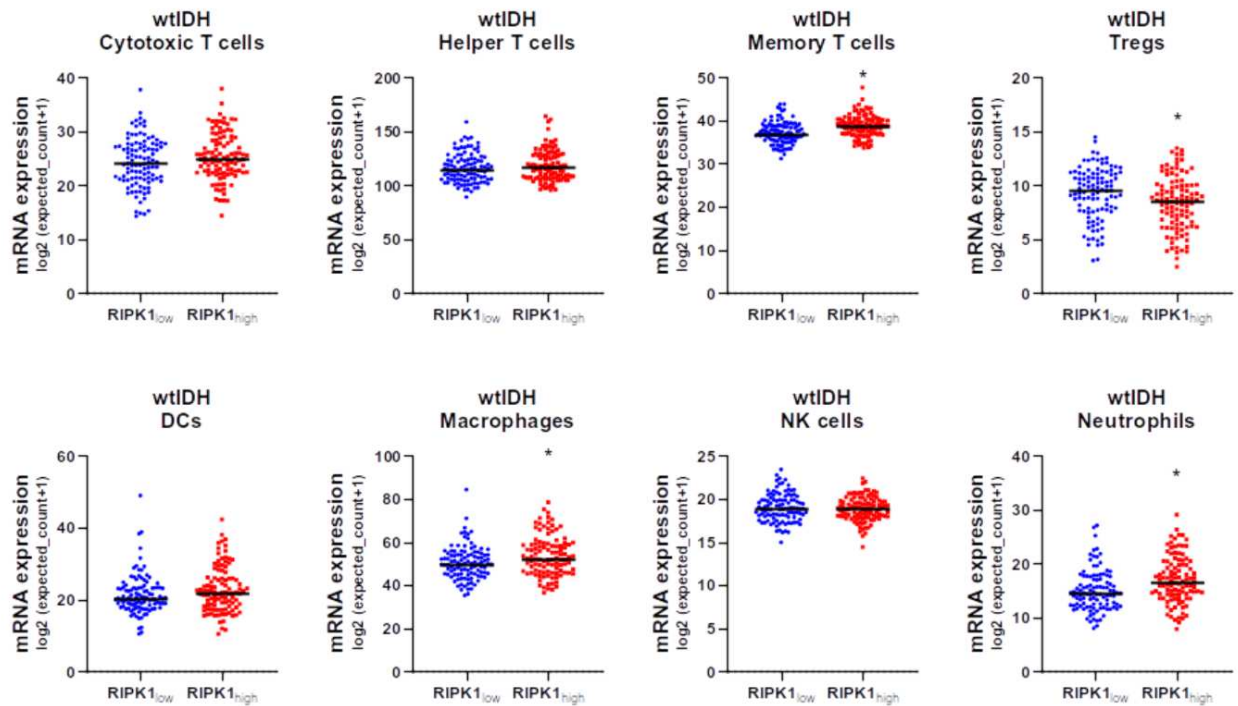 wtIDH
Cytotoxic T cells
mRNA expression
log2 (expected_count+1)
40
30
20
10
0
RIPK1low RIPK1high
wtIDH
Helper T cells
mRNA expression
log2 (expected_count+1)
200
150
100
50
0
RIPK1low RIPK1high
wtIDH
Memory T cells
mRNA expression
log2 (expected_count+1)
50
40
30
20
10
0
*
RIPK1low RIPK1high
wtIDH
Tregs
mRNA expression
log2 (expected_count+1)
20
15
10
5
0
*
RIPK1low RIPK1high
wtIDH
DCs
mRNA expression
log2 (expected_count+1)
60
40
20
0
RIPK1low RIPK1high
wtIDH
Macrophages
mRNA expression
log2 (expected_count+1)
100
80
60
40
20
0
*
RIPK1low RIPK1high
wtIDH
NK cells
mRNA expression
log2 (expected_count+1)
25
20
15
10
5
0
RIPK1low RIPK1high
wtIDH
Neutrophils
mRNA expression
log2 (expected_count+1)
40
30
20
10
0
*
RIPK1low RIPK1high